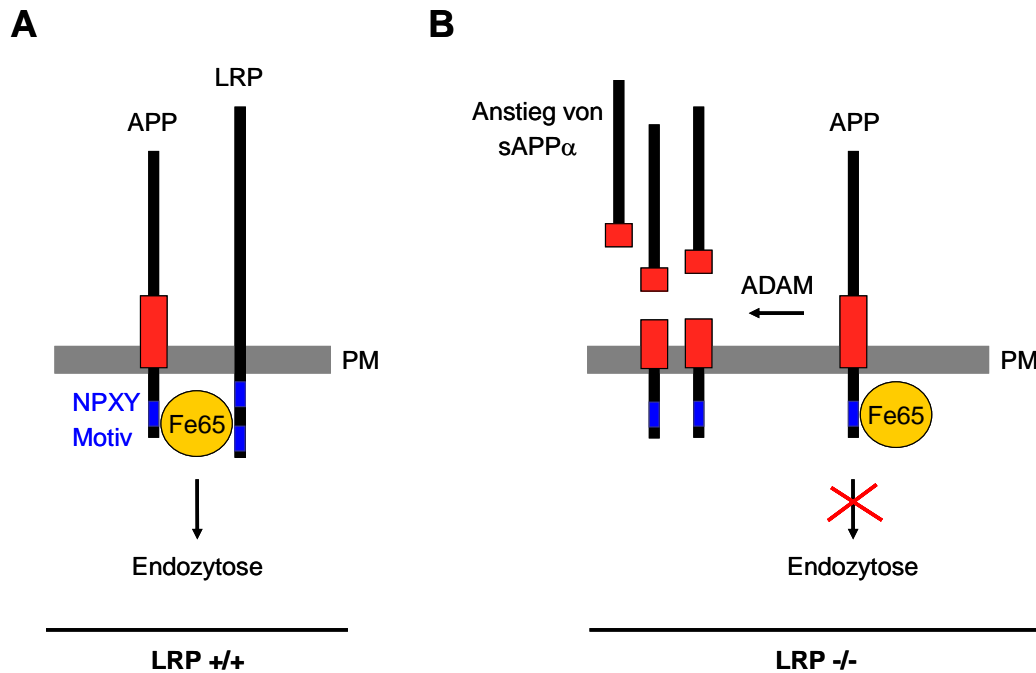 A
LRP
APP
PM
NPXY
Motiv
Fe65
Endozytose
LRP +/+
B
Anstieg von
sAPPα
APP
ADAM
PM
Fe65
Endozytose
LRP -/-